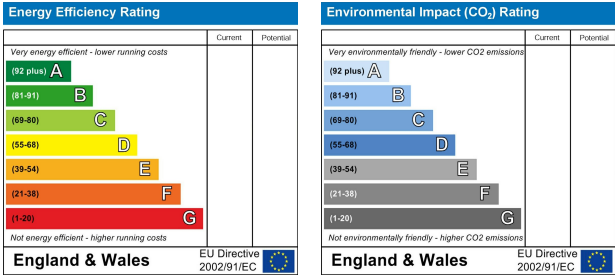 Energy Efficiency Rating
Current Potential
Very energy efficient - lower running costs
(92 plus) A
(81-91) B
(69-80) C
(55-68) D
(39-54) E
(21-38) F
(1-20) G
Not energy efficient - higher running costs
England & Wales
EU Directive
2002/91/EC
Environmental Impact (CO₂) Rating
Current Potential
Very environmentally friendly - lower CO2 emissions
(92 plus) A
(81-91) B
(69-80) C
(55-68) D
(39-54) E
(21-38) F
(1-20) G
Not environmentally friendly - higher CO2 emissions
England & Wales
EU Directive
2002/91/EC